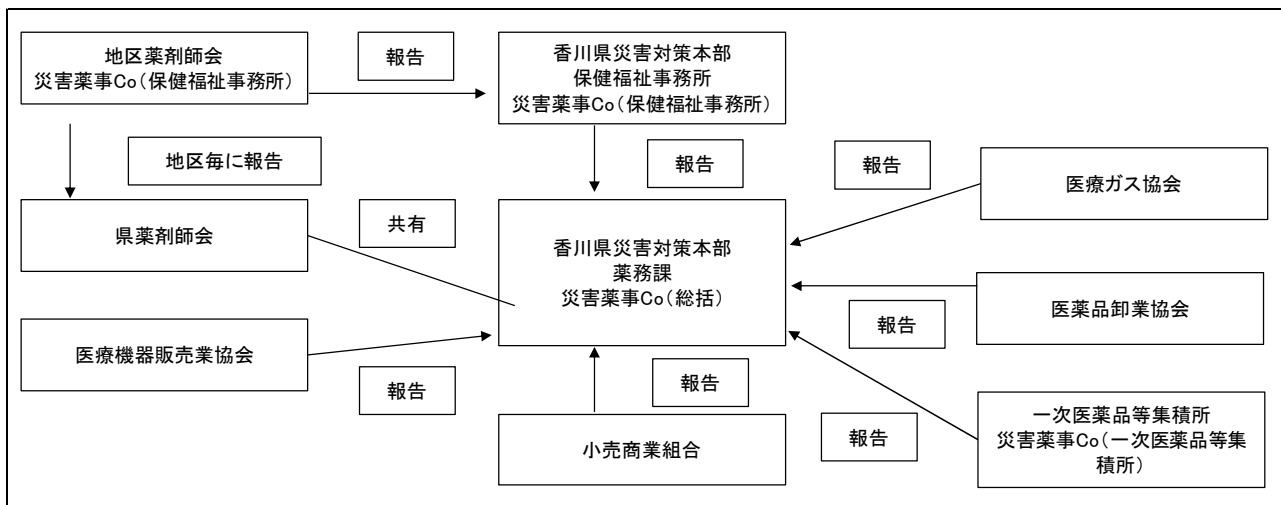 地区薬剤師会
災害薬事Co（保健福祉事務所）
報告
香川県災害対策本部
保健福祉事務所
災害薬事Co（保健福祉事務所）
地区毎に報告
報告
報告
医療ガス協会
県薬剤師会
共有
香川県災害対策本部
薬務課
災害薬事Co（総括）
医薬品卸業協会
報告
医療機器販売業協会
報告
報告
小売商業組合
報告
一次医薬品等集積所
災害薬事Co（一次医薬品等集
積所）